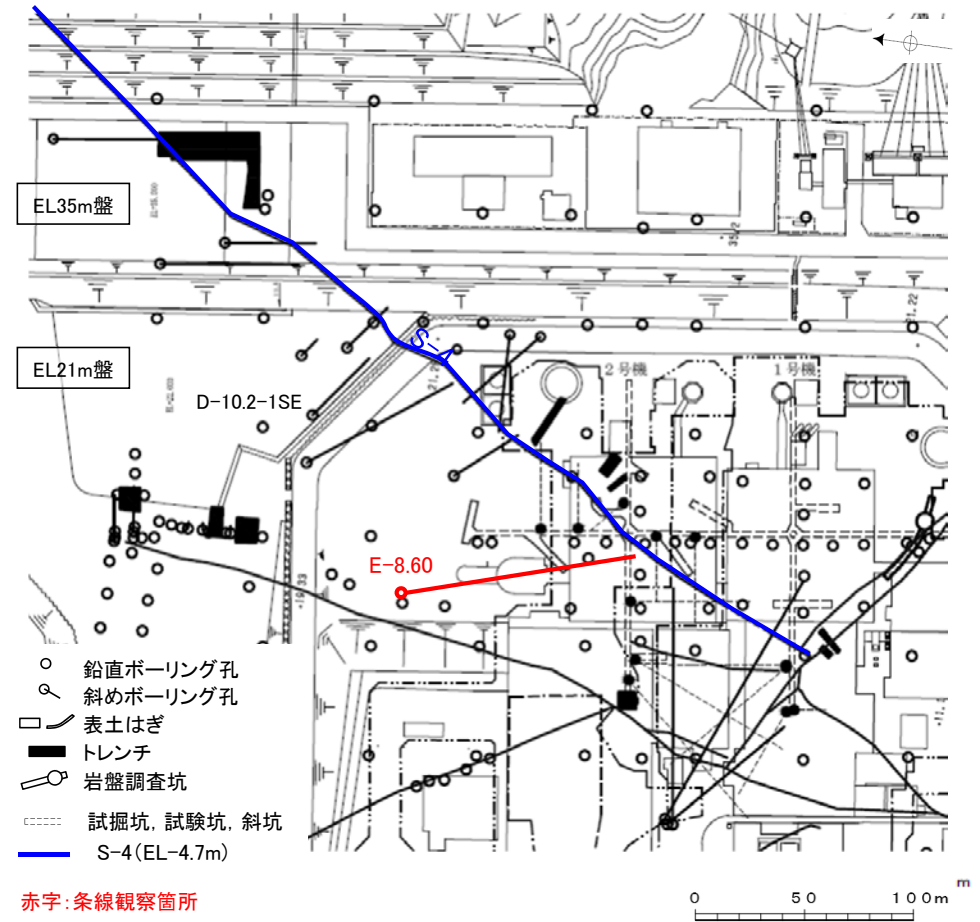 EL35m盤
35.2
21.22
S-4
EL21m盤
2号機
1号機
D-10.2-1SE
E-8.60
鉛直ボーリング孔
斜めボーリング孔
表土はぎ
トレンチ
岩盤調査坑
試掘坑, 試験坑, 斜坑
S-4(EL-4.7m)
赤字:条線観察箇所
m
0 50 100m